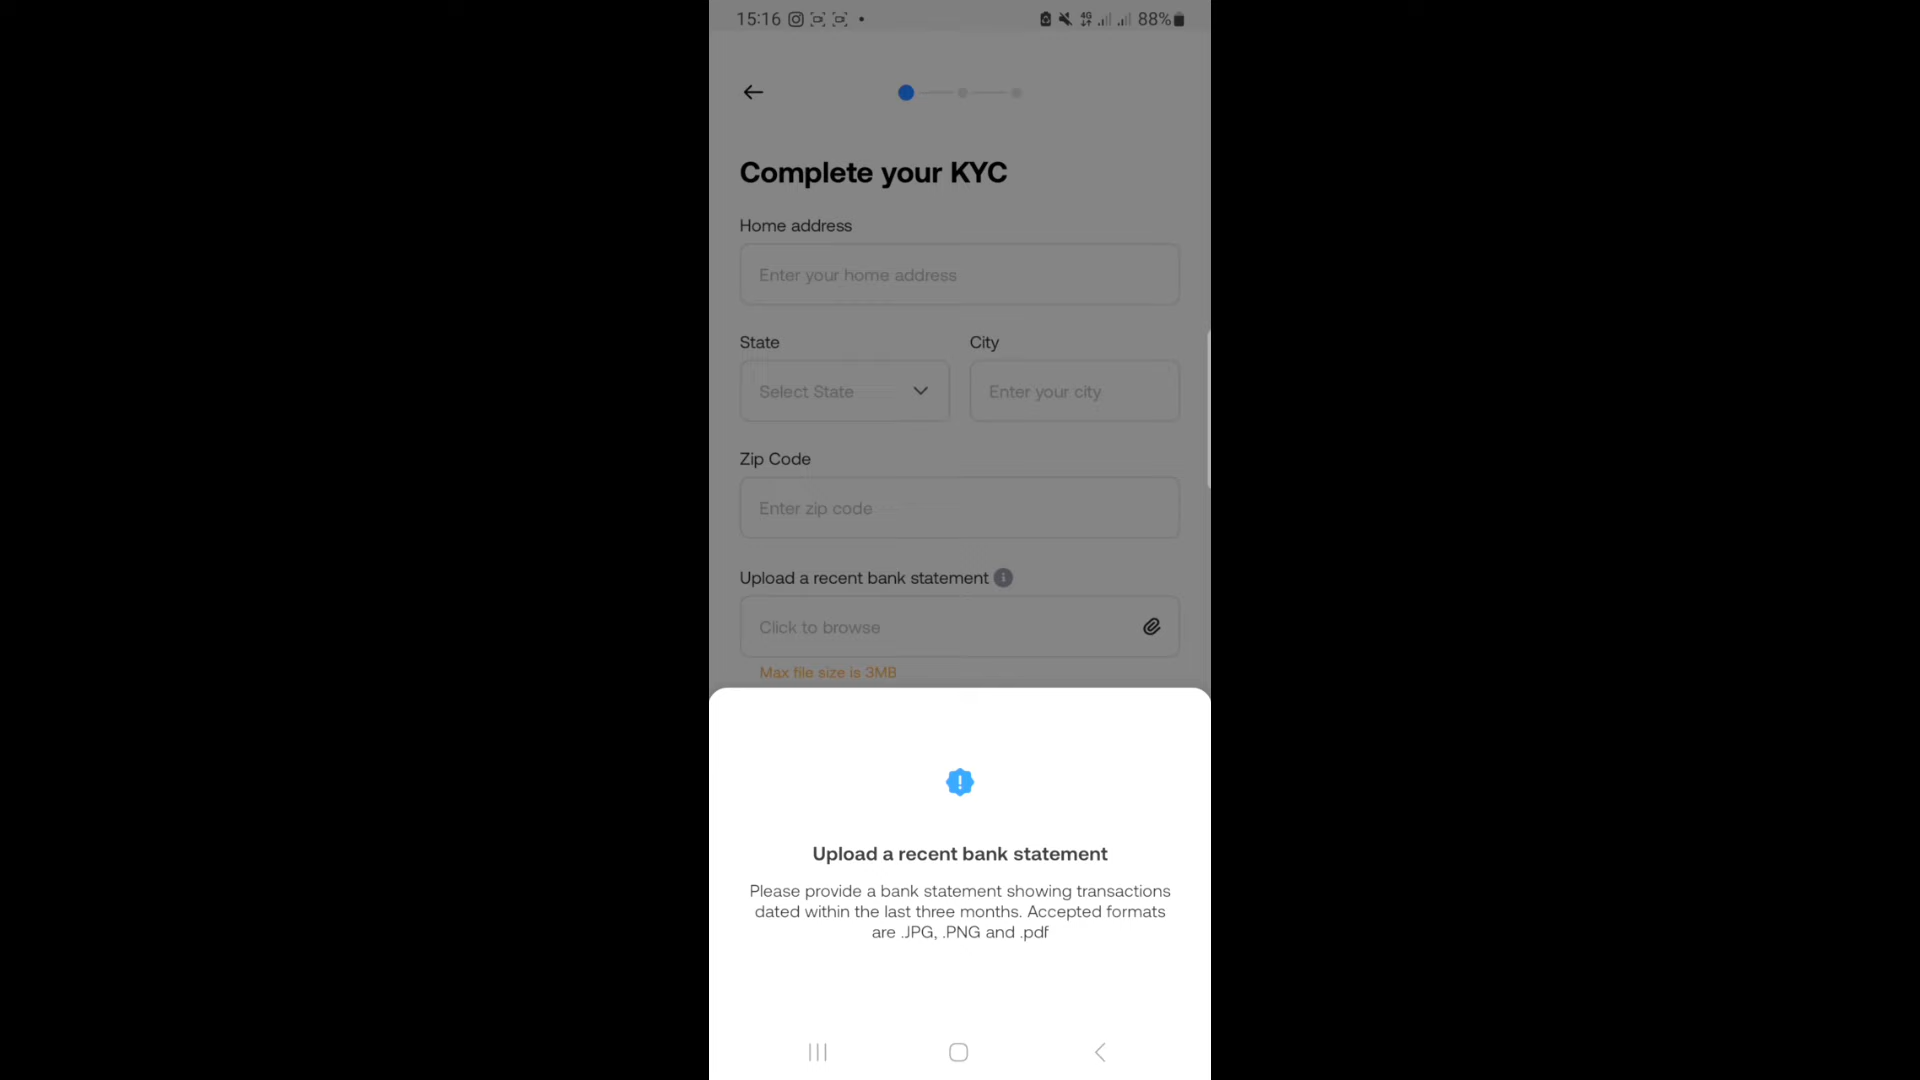 15:16
4G
88%
Complete your KYC
Home address
Enter your home address
State
City
Select State
Enter your city
Zip Code
Enter zip code
Upload a recent bank statement
Click to browse
Max file size is 3MB
Upload a recent bank statement
Please provide a bank statement showing transactions
dated within the last three months. Accepted formats
are .JPG, .PNG and .pdf